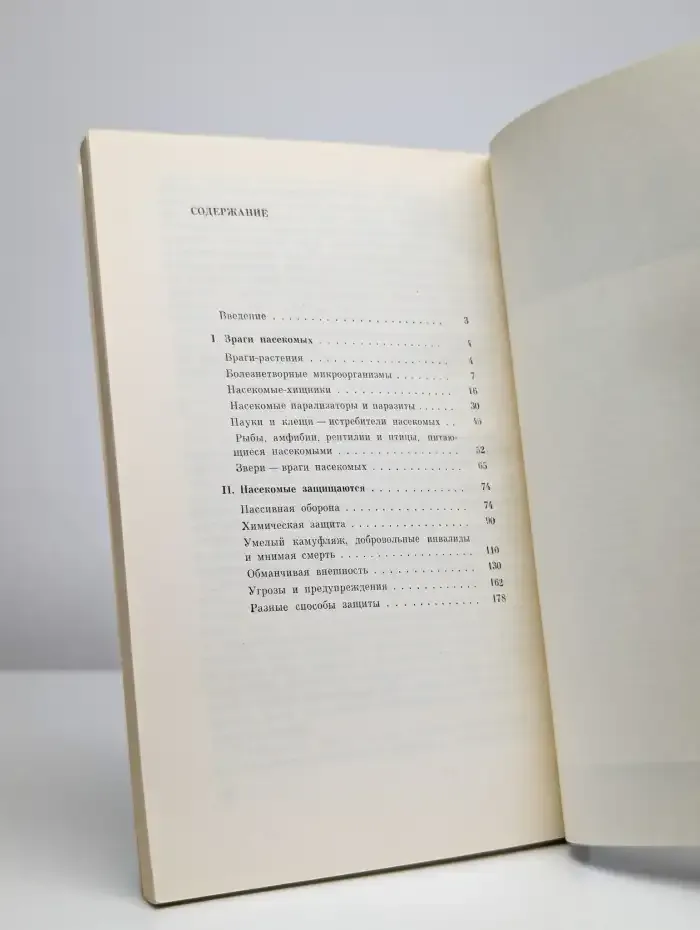 СОДЕРЖАНИЕ
Введение . . . . . . . . . . . . . . . . . . . . . . . 3
I Враги насекомых . . . . . . . . . . . . . . . . 4
Враги-растения . . . . . . . . . . . . . . . . . . 4
Болезнетворные микроорганизмы . . . . . . . . 7
Насекомые-хищники . . . . . . . . . . . . . . . 16
Насекомые парализаторы и паразиты . . . . . 30
Пауки и клещи — истребители насекомых . .
Рыбы, амфибии, рептилии и птицы, питаю-
щиеся насекомыми . . . . . . . . . . . . . . . . 52
Звери — враги насекомых . . . . . . . . . . . . 65
II. Насекомые защищаются . . . . . . . . . . . . 74
Пассивная оборона . . . . . . . . . . . . . . . . 74
Химическая защита . . . . . . . . . . . . . . . . 90
Умелый камуфляж, добровольные инвалиды
и мнимая смерть . . . . . . . . . . . . . . . . . . 110
Обманчивая внешность . . . . . . . . . . . . . . 130
Угрозы и предупреждения . . . . . . . . . . . . 162
Разные способы защиты . . . . . . . . . . . . . 178